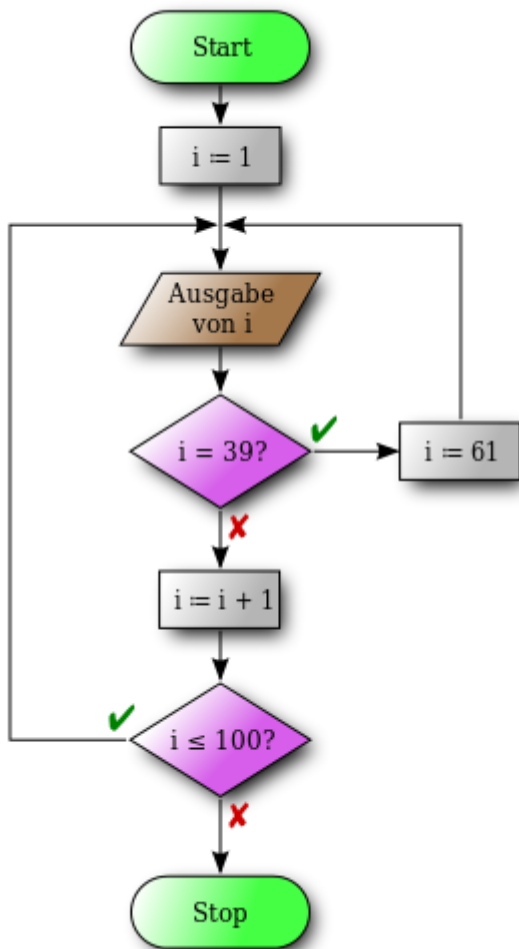 Start
i ≔ 1
Ausgabe
von i
i = 39?
i ≔ 61
i ≔ i + 1
i ≤ 100?
Stop